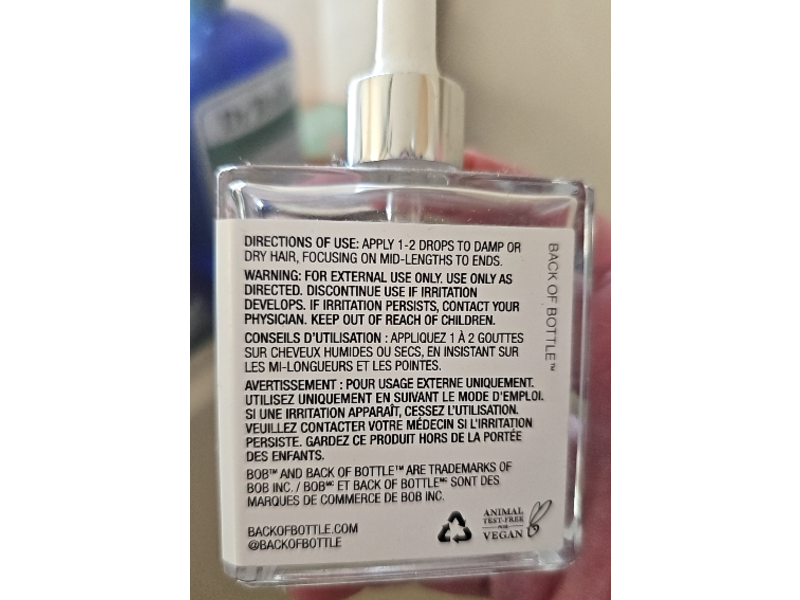 DIRECTIONS OF USE: APPLY 1-2 DROPS TO DAMP OR
DRY HAIR, FOCUSING ON MID-LENGTHS TO ENDS.
WARNING: FOR EXTERNAL USE ONLY. USE ONLY AS
DIRECTED. DISCONTINUE USE IF IRRITATION
DEVELOPS. IF IRRITATION PERSISTS, CONTACT YOUR
PHYSICIAN. KEEP OUT OF REACH OF CHILDREN.
CONSEILS D'UTILISATION : APPLIQUEZ 1 À 2 GOUTTES
SUR CHEVEUX HUMIDES OU SECS, EN INSISTANT SUR
LES MI-LONGUEURS ET LES POINTES.
AVERTISSEMENT : POUR USAGE EXTERNE UNIQUEMENT.
UTILISEZ UNIQUEMENT EN SUIVANT LE MODE D'EMPLOI.
SI UNE IRRITATION APPARAÎT, CESSEZ L'UTILISATION.
VEUILLEZ CONTACTER VOTRE MÉDECIN SI L'IRRITATION
PERSISTE. GARDEZ CE PRODUIT HORS DE LA PORTÉE
DES ENFANTS.
BOB™ AND BACK OF BOTTLE™ ARE TRADEMARKS OF
BOB INC. / BOB🅪 ET BACK OF BOTTLE🅪 SONT DES
MARQUES DE COMMERCE DE BOB INC.
BACKOFBOTTLE.COM
@BACKOFBOTTLE
ANIMAL
TEST-FREE
VEGAN
BACK OF BOTTLE™